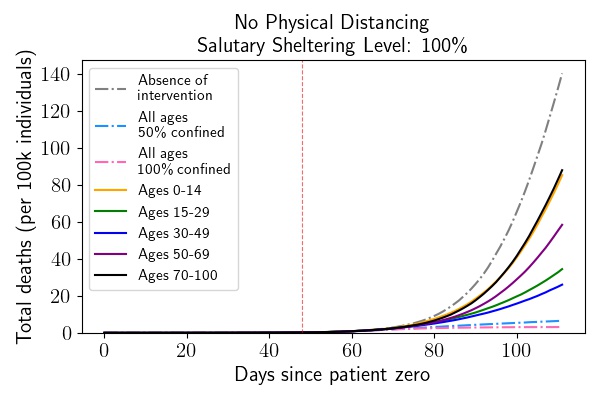 No Physical Distancing
Salutary Sheltering Level: 100%
Total deaths (per 100k individuals)
140
120
100
80
60
40
20
0
Absence of
intervention
All ages
50% confined
All ages
100% confined
Ages 0-14
Ages 15-29
Ages 30-49
Ages 50-69
Ages 70-100
0 20 40 60 80 100
Days since patient zero